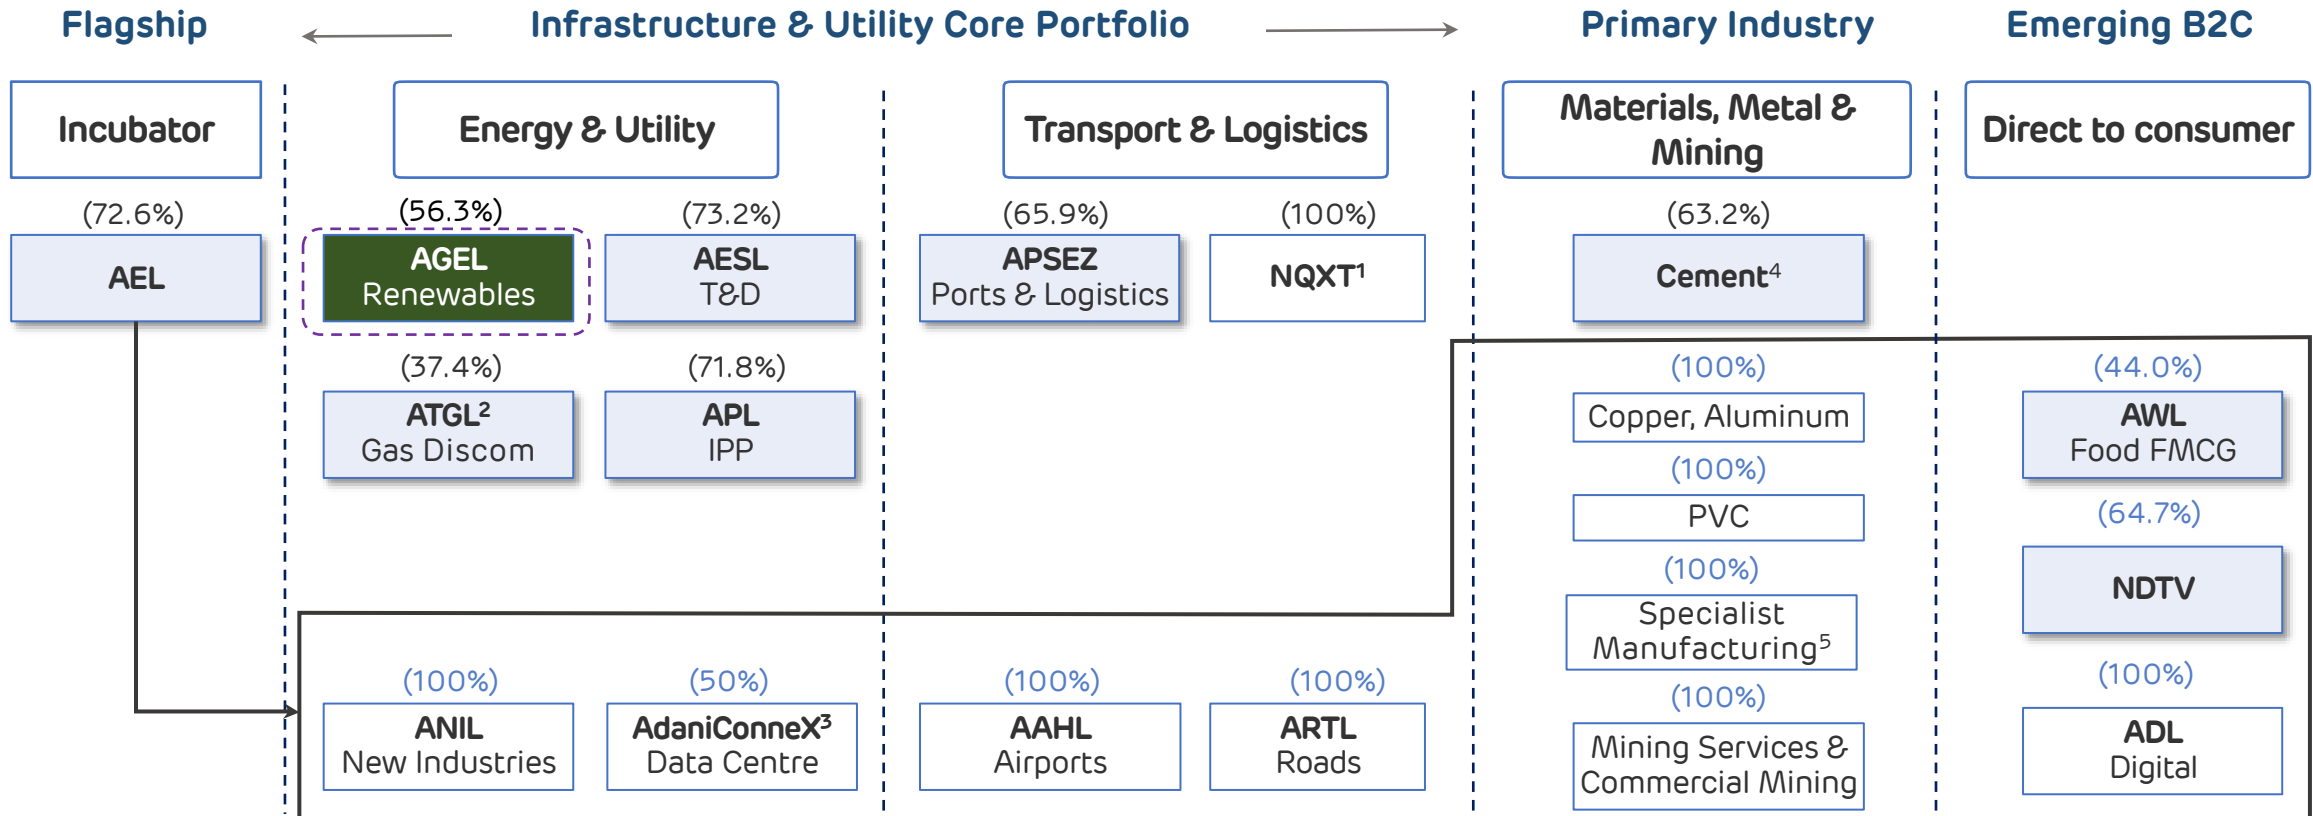 Flagship
Infrastructure & Utility Core Portfolio
Primary Industry
Emerging B2C
Incubator
Energy & Utility
Transport & Logistics
Materials, Metal &
Mining
Direct to consumer
(72.6%)
AEL
(56.3%)
AGEL
Renewables
(73.2%)
AESL
T&D
(65.9%)
APSEZ
Ports & Logistics
(100%)
NQXT¹
(63.2%)
Cement⁴
(37.4%)
ATGL²
Gas Discom
(71.8%)
APL
IPP
(100%)
Copper, Aluminum
(100%)
PVC
(100%)
Specialist
Manufacturing⁵
(100%)
Mining Services &
Commercial Mining
(44.0%)
AWL
Food FMCG
(64.7%)
NDTV
(100%)
ADL
Digital
(100%)
ANIL
New Industries
(50%)
AdaniConneX³
Data Centre
(100%)
AAHL
Airports
(100%)
ARTL
Roads